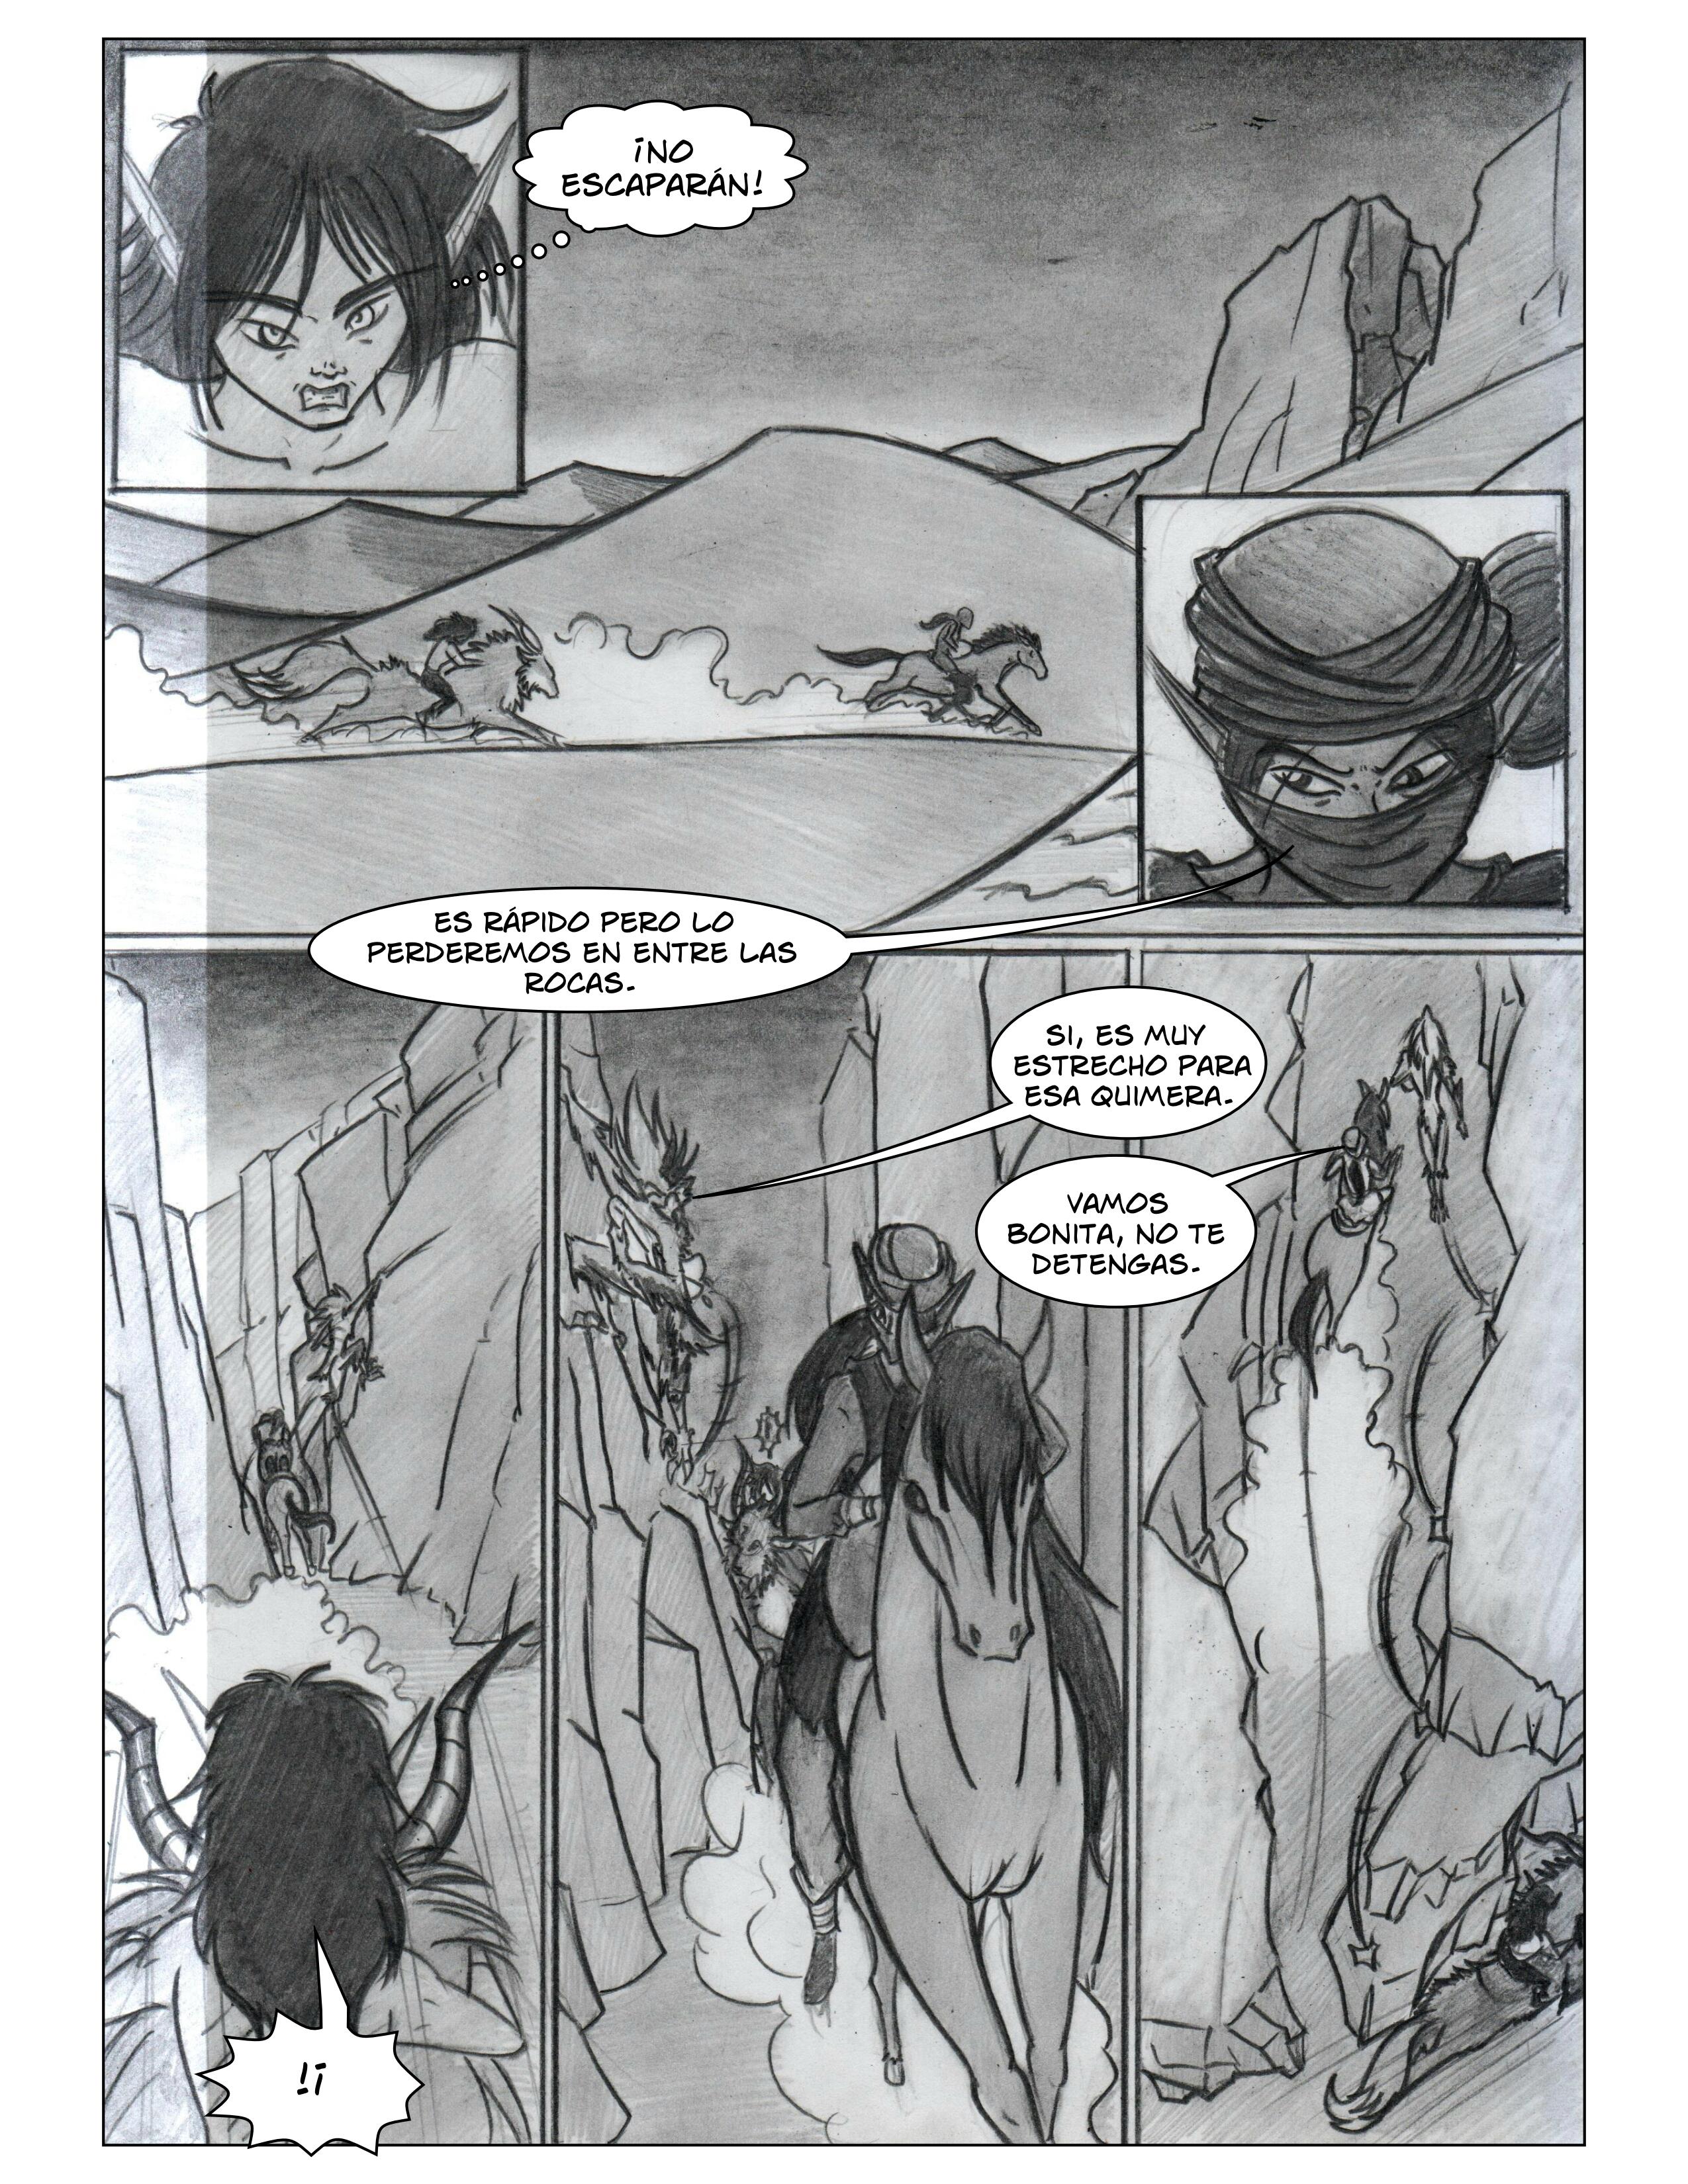 ¡NO
ESCAPARÁN!
ES RÁPIDO PERO LO
PERDEREMOS EN ENTRE LAS
ROCAS.
SI, ES MUY
ESTRECHO PARA
ESA QUIMERA.
VAMOS
BONITA, NO TE
DETENGAS.
!¡